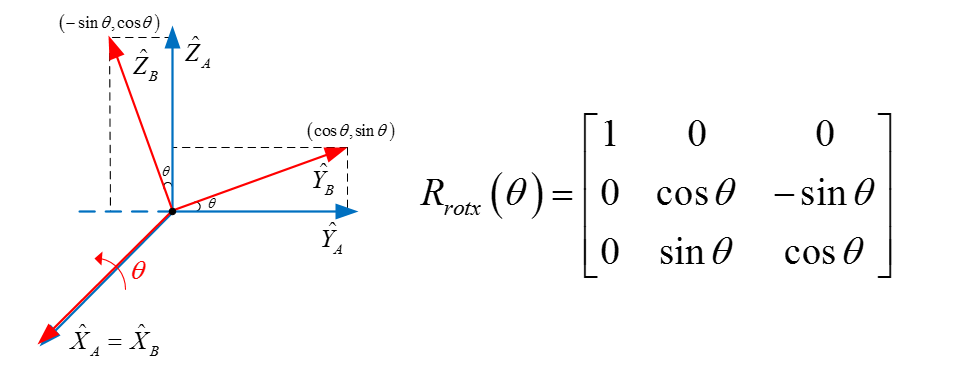 (− sin θ, cos θ)
Ẑ_A
Ẑ_B
(cos θ, sin θ)
θ
Ŷ_B
θ
Ŷ_A
θ
X̂_A = X̂_B
R_rotx (θ) = [1 0 0
0 cos θ − sin θ
0 sin θ cos θ]